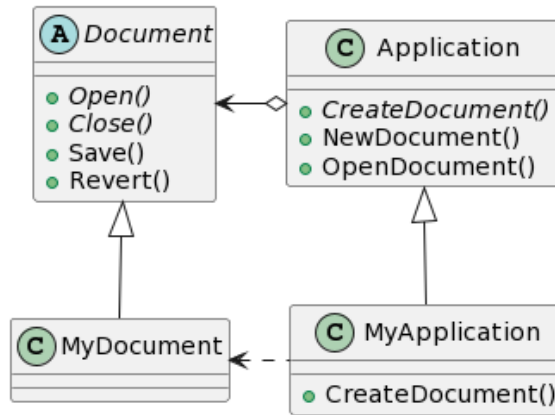 A Document
Open()
Close()
Save()
Revert()
C Application
CreateDocument()
NewDocument()
OpenDocument()
C MyDocument
C MyApplication
CreateDocument()